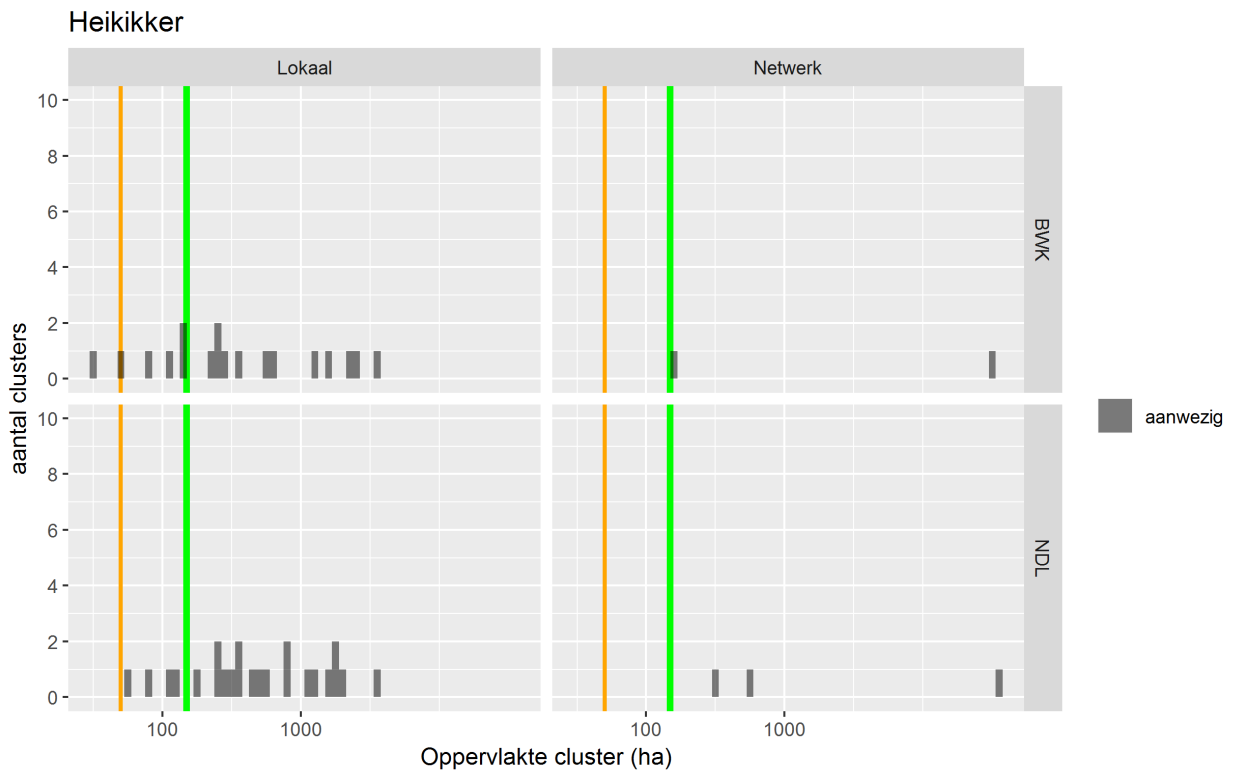 Heikikker
Lokaal
Netwerk
10
8
6
4
2
0
BWK
10
8
6
4
2
0
NDL
aantal clusters
100
1000
100
1000
Oppervlakte cluster (ha)
aanwezig